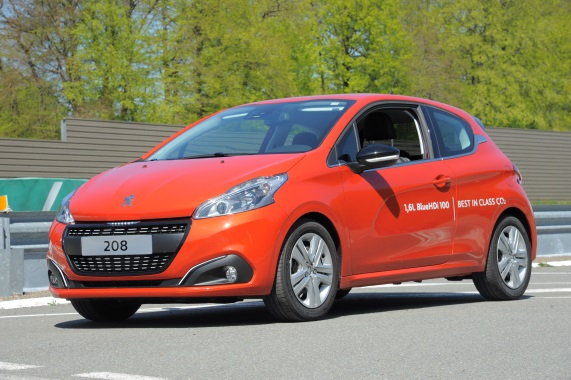 208
1,6L BlueHDi 100
BEST IN CLASS CO₂